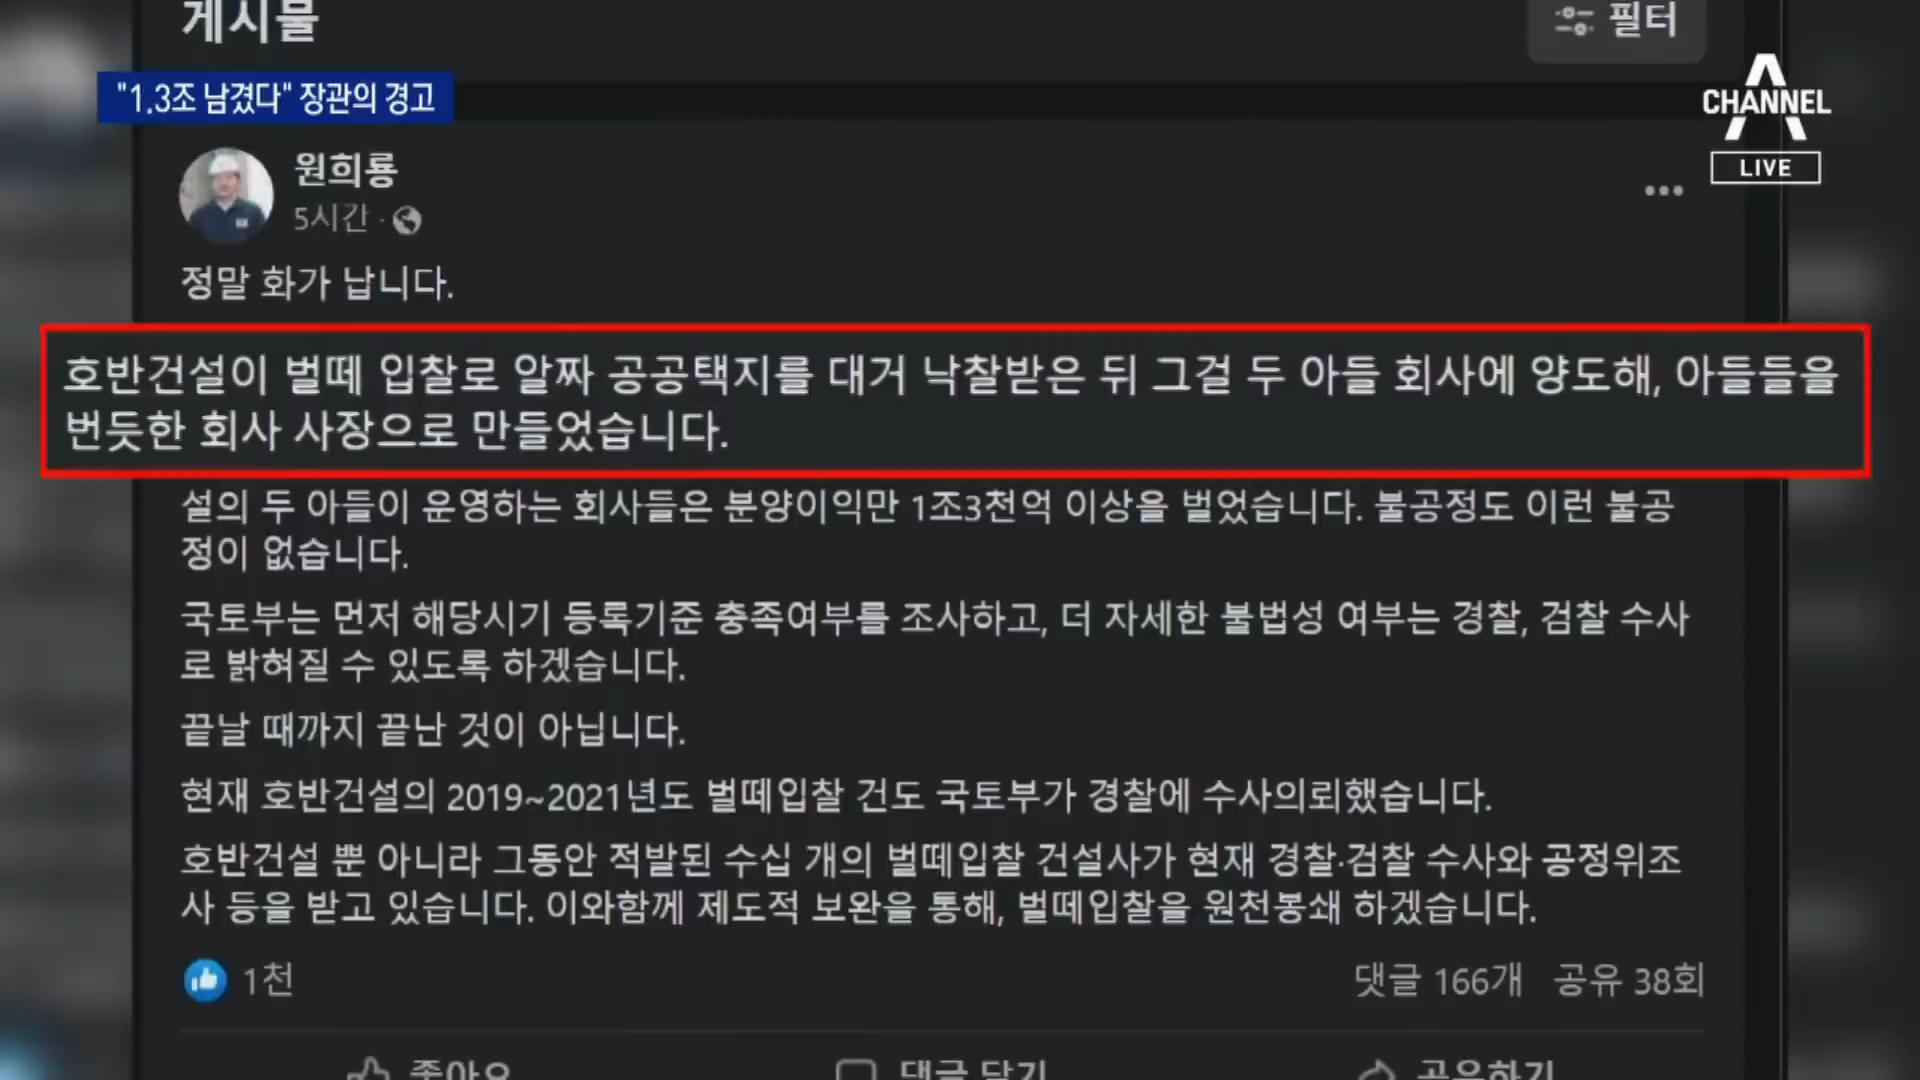 게시물
필터
"1.3조 남겼다" 장관의 경고
CHANNEL A
LIVE
원희룡
5시간 ·
정말 화가 납니다.
호반건설이 벌떼 입찰로 알짜 공공택지를 대거 낙찰받은 뒤 그걸 두 아들 회사에 양도해, 아들들을
번듯한 회사 사장으로 만들었습니다.
설의 두 아들이 운영하는 회사들은 분양이익만 1조3천억 이상을 벌었습니다. 불공정도 이런 불공
정이 없습니다.
국토부는 먼저 해당시기 등록기준 충족여부를 조사하고, 더 자세한 불법성 여부는 경찰, 검찰 수사
로 밝혀질 수 있도록 하겠습니다.
끝날 때까지 끝난 것이 아닙니다.
현재 호반건설의 2019~2021년도 벌떼입찰 건도 국토부가 경찰에 수사의뢰했습니다.
호반건설 뿐 아니라 그동안 적발된 수십 개의 벌떼입찰 건설사가 현재 경찰·검찰 수사와 공정위조
사 등을 받고 있습니다. 이와함께 제도적 보완을 통해, 벌떼입찰을 원천봉쇄 하겠습니다.
1천
댓글 166개 공유 38회
좋아요
댓글 달기
공유하기